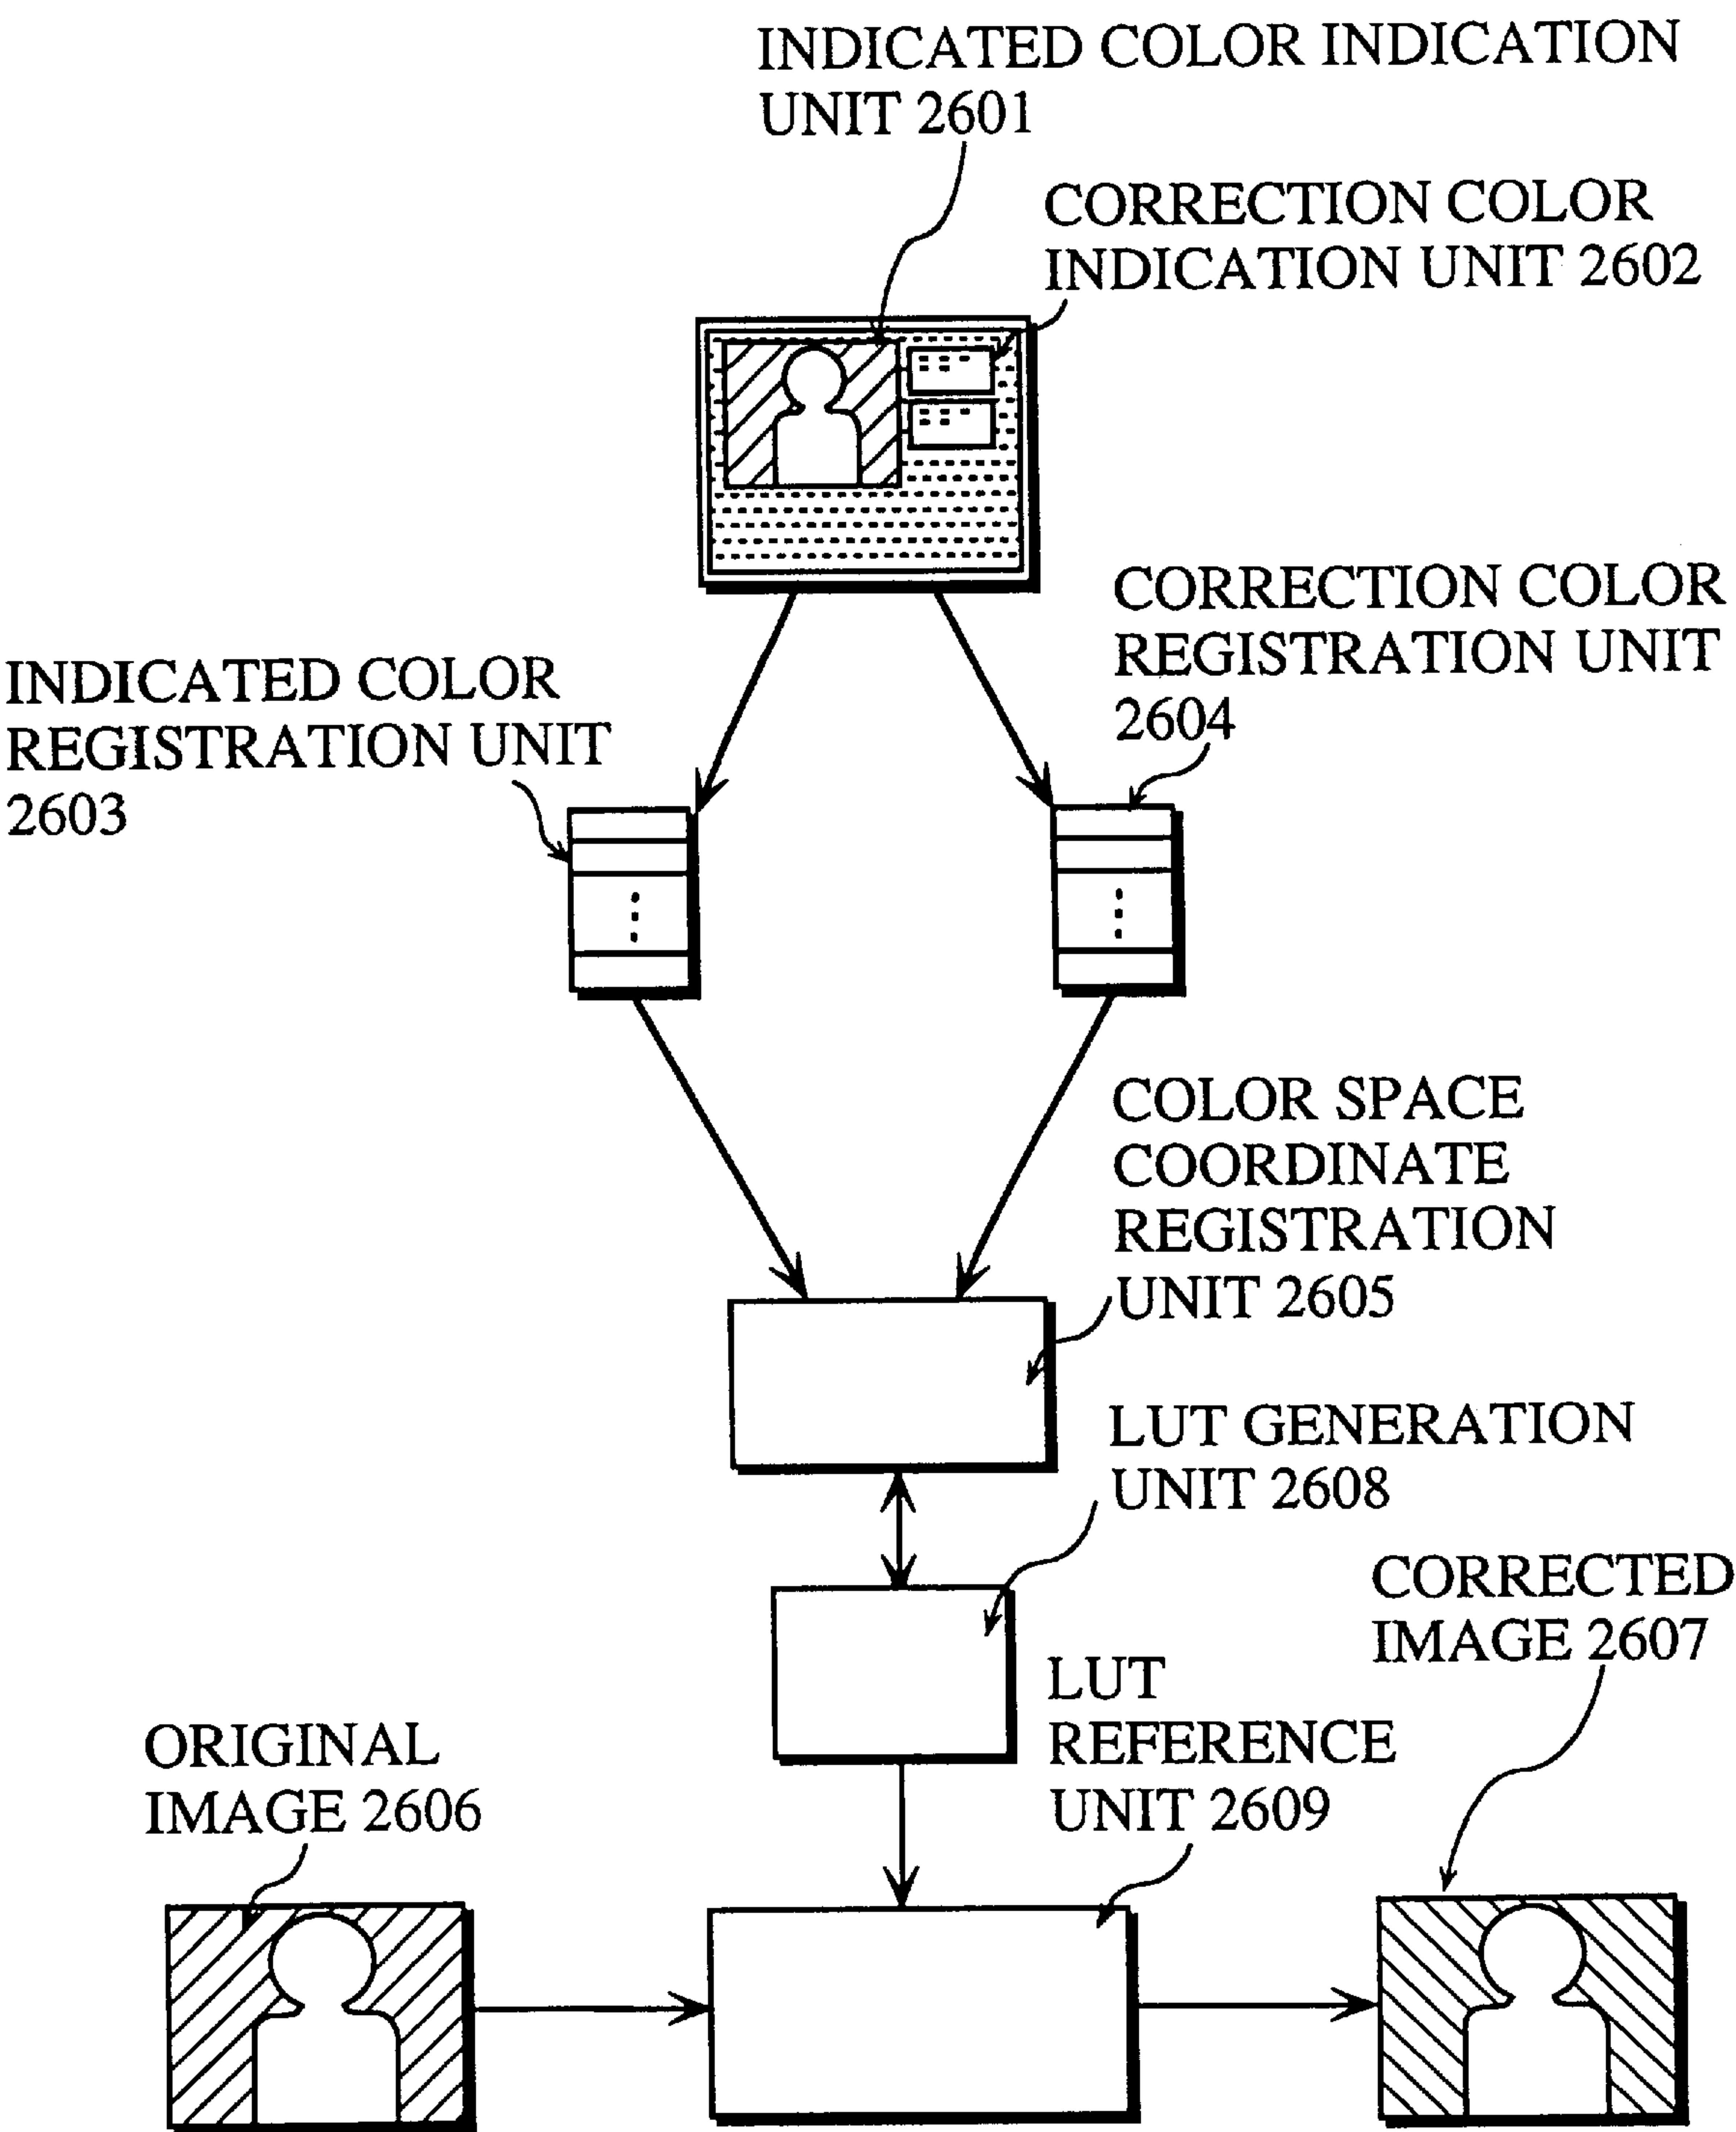 INDICATED COLOR INDICATION
UNIT 2601
CORRECTION COLOR
INDICATION UNIT 2602
CORRECTION COLOR
REGISTRATION UNIT
2604
INDICATED COLOR
REGISTRATION UNIT
2603
COLOR SPACE
COORDINATE
REGISTRATION
UNIT 2605
LUT GENERATION
UNIT 2608
CORRECTED
IMAGE 2607
LUT
REFERENCE
UNIT 2609
ORIGINAL
IMAGE 2606